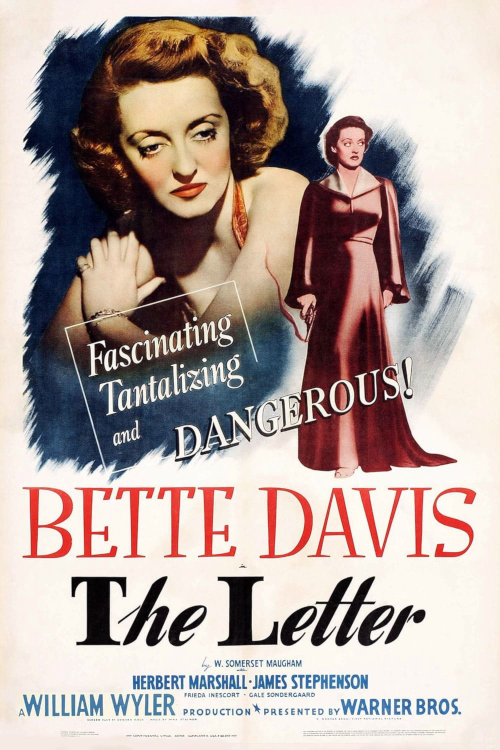 Fascinating
Tantalizing
and DANGEROUS!
BETTE DAVIS
in
The Letter
by W. SOMERSET MAUGHAM
with
HERBERT MARSHALL · JAMES STEPHENSON
FRIEDA INESCORT · GALE SONDERGAARD
A WILLIAM WYLER PRODUCTION ★ PRESENTED BY WARNER BROS.